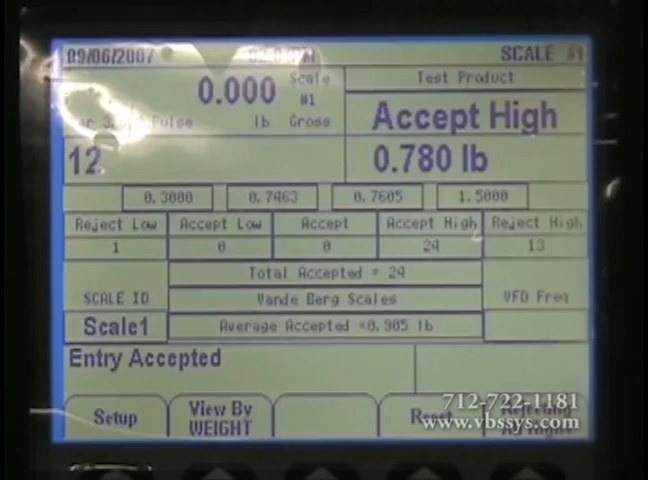 09/06/2007 SCALE #1
0.000 Scale #1
Pulse lb Gross
Test Product
Accept High
12
0.780 lb
0.3000 0.7463 0.7605 1.5000
Reject Low Accept Low Accept Accept High Reject High
1 0 0 24 13
Total Accepted = 24
SCALE ID Vande Berg Scales VFD Freq
Scale1 Average Accepted =0.905 lb
Entry Accepted
Setup View By WEIGHT Reset
712-722-1181
www.vbssys.com